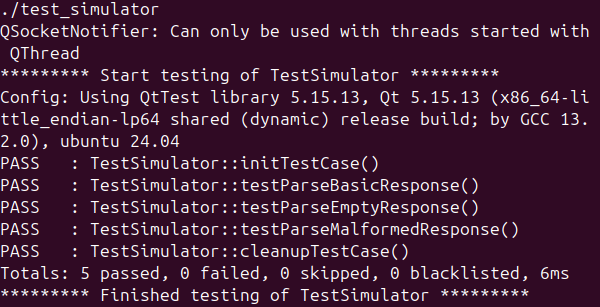 ./test_simulator
QSocketNotifier: Can only be used with threads started with
 QThread
********* Start testing of TestSimulator *********
Config: Using QtTest library 5.15.13, Qt 5.15.13 (x86_64-li
ttle_endian-lp64 shared (dynamic) release build; by GCC 13.
2.0), ubuntu 24.04
PASS   : TestSimulator::initTestCase()
PASS   : TestSimulator::testParseBasicResponse()
PASS   : TestSimulator::testParseEmptyResponse()
PASS   : TestSimulator::testParseMalformedResponse()
PASS   : TestSimulator::cleanupTestCase()
Totals: 5 passed, 0 failed, 0 skipped, 0 blacklisted, 6ms
********* Finished testing of TestSimulator *********